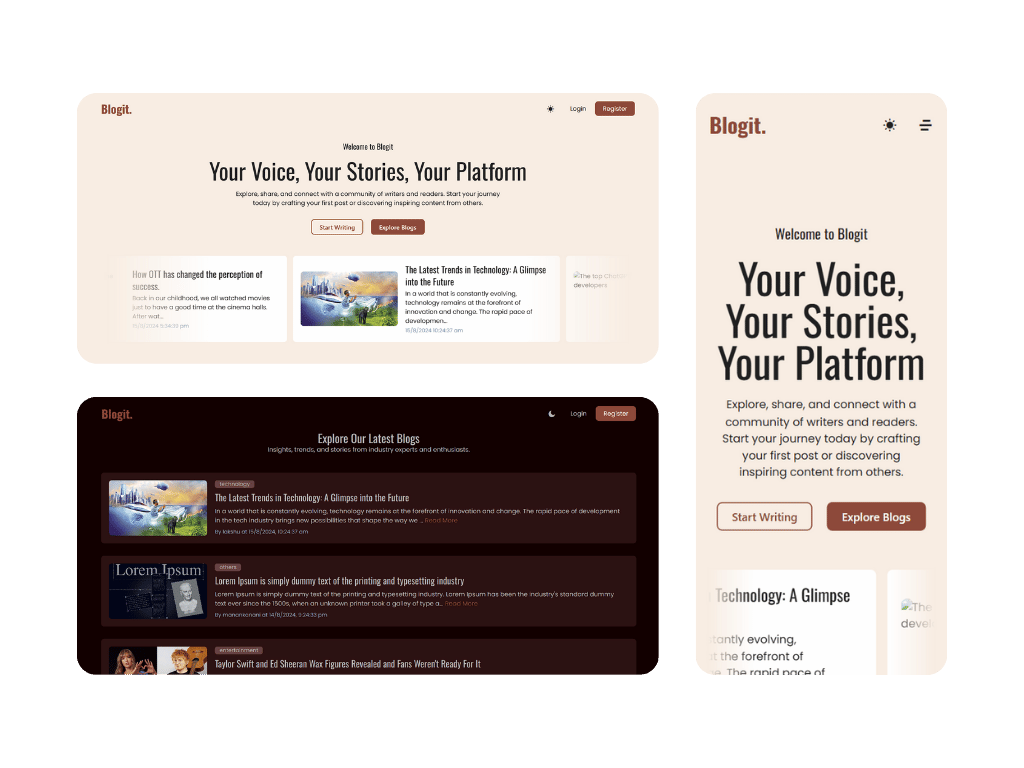 Blogit.
Login
Register
Welcome to Blogit
Your Voice, Your Stories, Your Platform
Explore, share, and connect with a community of writers and readers. Start your journey
today by crafting your first post or discovering inspiring content from others.
Start Writing
Explore Blogs
How OTT has changed the perception of
success.
Back in our childhood, we all watched movies
just to have a good time at the cinema halls.
After wat...
15/8/2024 9:34:35 pm
The Latest Trends in Technology: A Glimpse
into the Future
In a world that is constantly evolving,
technology remains at the forefront of
innovation and change. The rapid pace of
developmen...
15/8/2024 10:24:37 am
The top
developers
Blogit.
Login
Register
Explore Our Latest Blogs
Insights, trends, and stories from industry experts and enthusiasts.
technology
The Latest Trends in Technology: A Glimpse into the Future
In a world that is constantly evolving, technology remains at the forefront of innovation and change. The rapid pace of development
in the tech industry brings new possibilities that shape the way we ... Read More
By lakshu at 15/8/2024, 10:24:37 am
Lorem Ipsum
others
Lorem Ipsum is simply dummy text of the printing and typesetting industry
Lorem Ipsum is simply dummy text of the printing and typesetting industry. Lorem Ipsum has been the industry's standard dummy
text ever since the 1500s, when an unknown printer took a galley of type a... Read More
By manankanani at 14/8/2024, 9:24:33 pm
entertainment
Taylor Swift and Ed Sheeran Wax Figures Revealed and Fans Weren't Ready For It
Blogit.
Welcome to Blogit
Your Voice,
Your Stories,
Your Platform
Explore, share, and connect with a
community of writers and readers.
Start your journey today by crafting
your first post or discovering
inspiring content from others.
Start Writing
Explore Blogs
Technology: A Glimpse
tantly evolving,
t the forefront of
e. The rapid pace of
The
devel